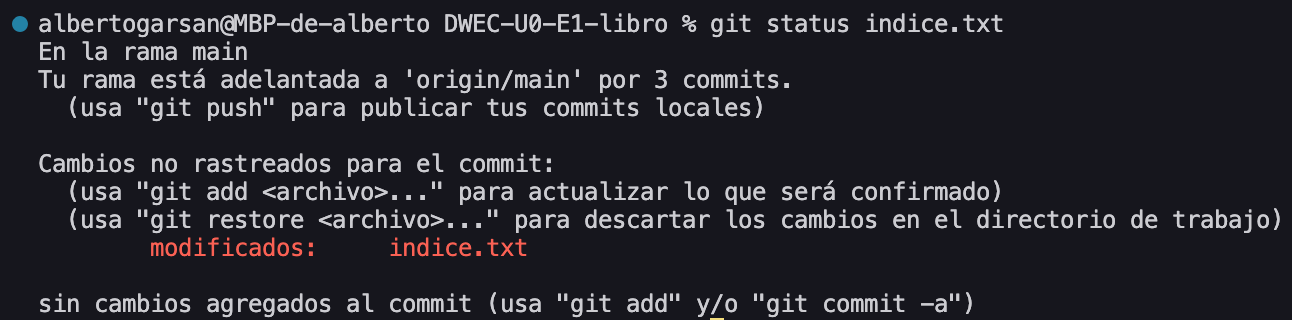 albertogarsan@MBP-de-alberto DWEC-U0-E1-libro % git status indice.txt
En la rama main
Tu rama está adelantada a 'origin/main' por 3 commits.
  (usa "git push" para publicar tus commits locales)

Cambios no rastreados para el commit:
  (usa "git add <archivo>..." para actualizar lo que será confirmado)
  (usa "git restore <archivo>..." para descartar los cambios en el directorio de trabajo)
        modificados:     indice.txt

sin cambios agregados al commit (usa "git add" y/o "git commit -a")